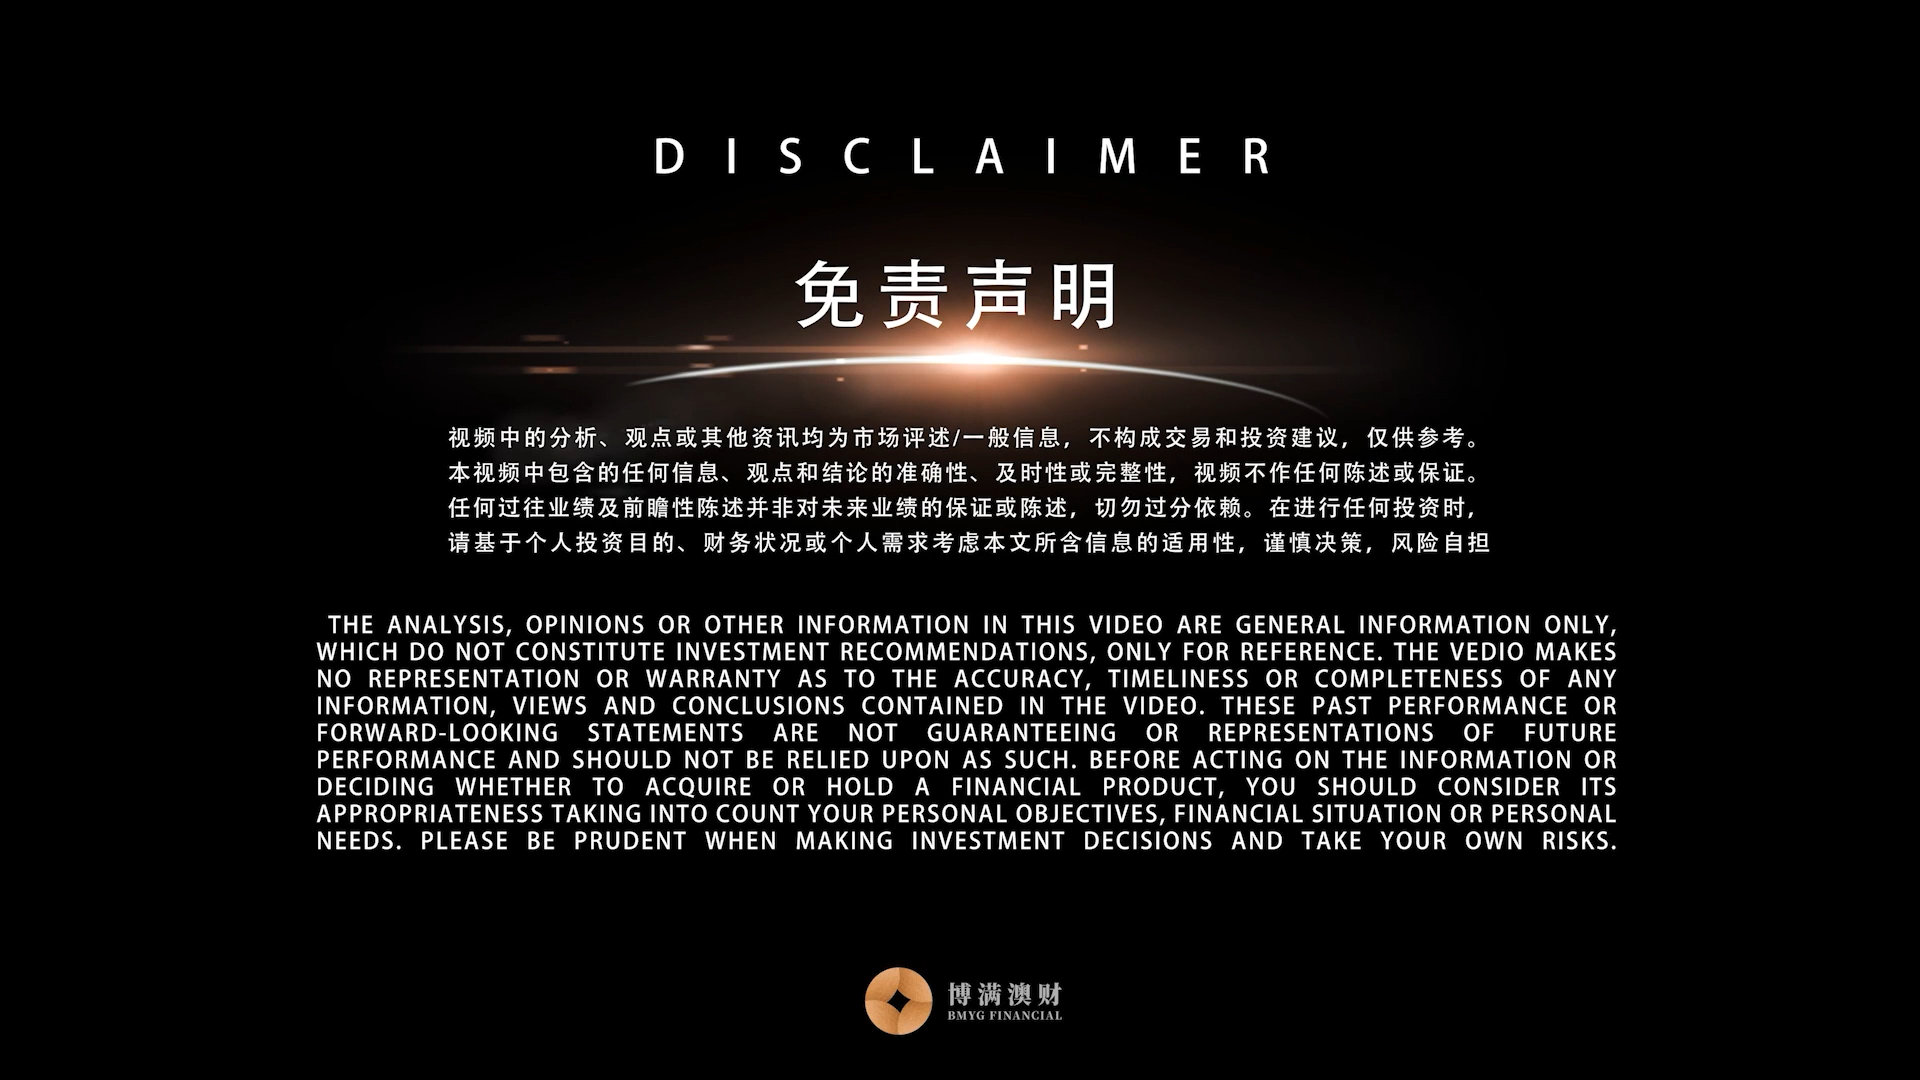 DISCLAIMER
免责声明
视频中的分析、观点或其他资讯均为市场评述/一般信息，不构成交易和投资建议，仅供参考。
本视频中包含的任何信息、观点和结论的准确性、及时性或完整性，视频不作任何陈述或保证。
任何过往业绩及前瞻性陈述并非对未来业绩的保证或陈述，切勿过分依赖。在进行任何投资时，
请基于个人投资目的、财务状况或个人需求考虑本文所含信息的适用性，谨慎决策，风险自担
THE ANALYSIS, OPINIONS OR OTHER INFORMATION IN THIS VIDEO ARE GENERAL INFORMATION ONLY,
WHICH DO NOT CONSTITUTE INVESTMENT RECOMMENDATIONS, ONLY FOR REFERENCE. THE VEDIO MAKES
NO REPRESENTATION OR WARRANTY AS TO THE ACCURACY, TIMELINESS OR COMPLETENESS OF ANY
INFORMATION, VIEWS AND CONCLUSIONS CONTAINED IN THE VIDEO. THESE PAST PERFORMANCE OR
FORWARD-LOOKING STATEMENTS ARE NOT GUARANTEEING OR REPRESENTATIONS OF FUTURE
PERFORMANCE AND SHOULD NOT BE RELIED UPON AS SUCH. BEFORE ACTING ON THE INFORMATION OR
DECIDING WHETHER TO ACQUIRE OR HOLD A FINANCIAL PRODUCT, YOU SHOULD CONSIDER ITS
APPROPRIATENESS TAKING INTO COUNT YOUR PERSONAL OBJECTIVES, FINANCIAL SITUATION OR PERSONAL
NEEDS. PLEASE BE PRUDENT WHEN MAKING INVESTMENT DECISIONS AND TAKE YOUR OWN RISKS.
博满澳财
BMYG FINANCIAL